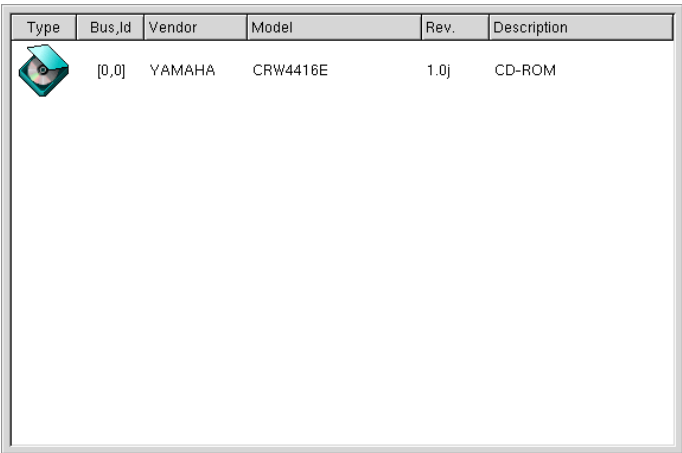 Type Bus,Id Vendor Model Rev. Description
[0,0] YAMAHA CRW4416E 1.0j CD-ROM